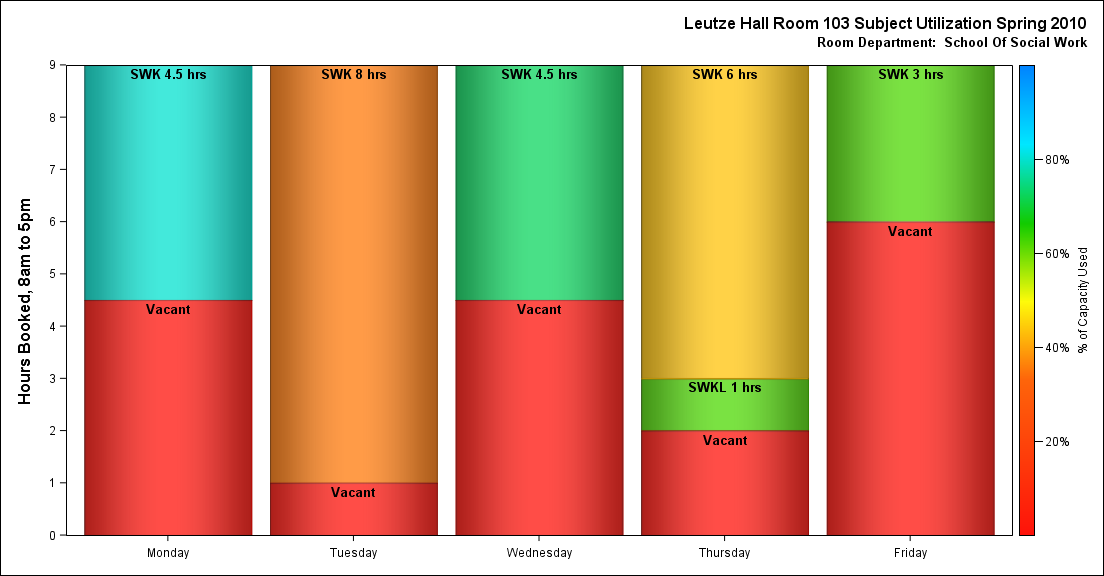 Leutze Hall Room 103 Subject Utilization Spring 2010
Room Department:  School Of Social Work
Hours Booked, 8am to 5pm
9
8
7
6
5
4
3
2
1
0
SWK 4.5 hrs
Vacant
SWK 8 hrs
Vacant
SWK 4.5 hrs
Vacant
SWK 6 hrs
SWKL 1 hrs
Vacant
SWK 3 hrs
Vacant
Monday
Tuesday
Wednesday
Thursday
Friday
80%
60%
40%
20%
% of Capacity Used